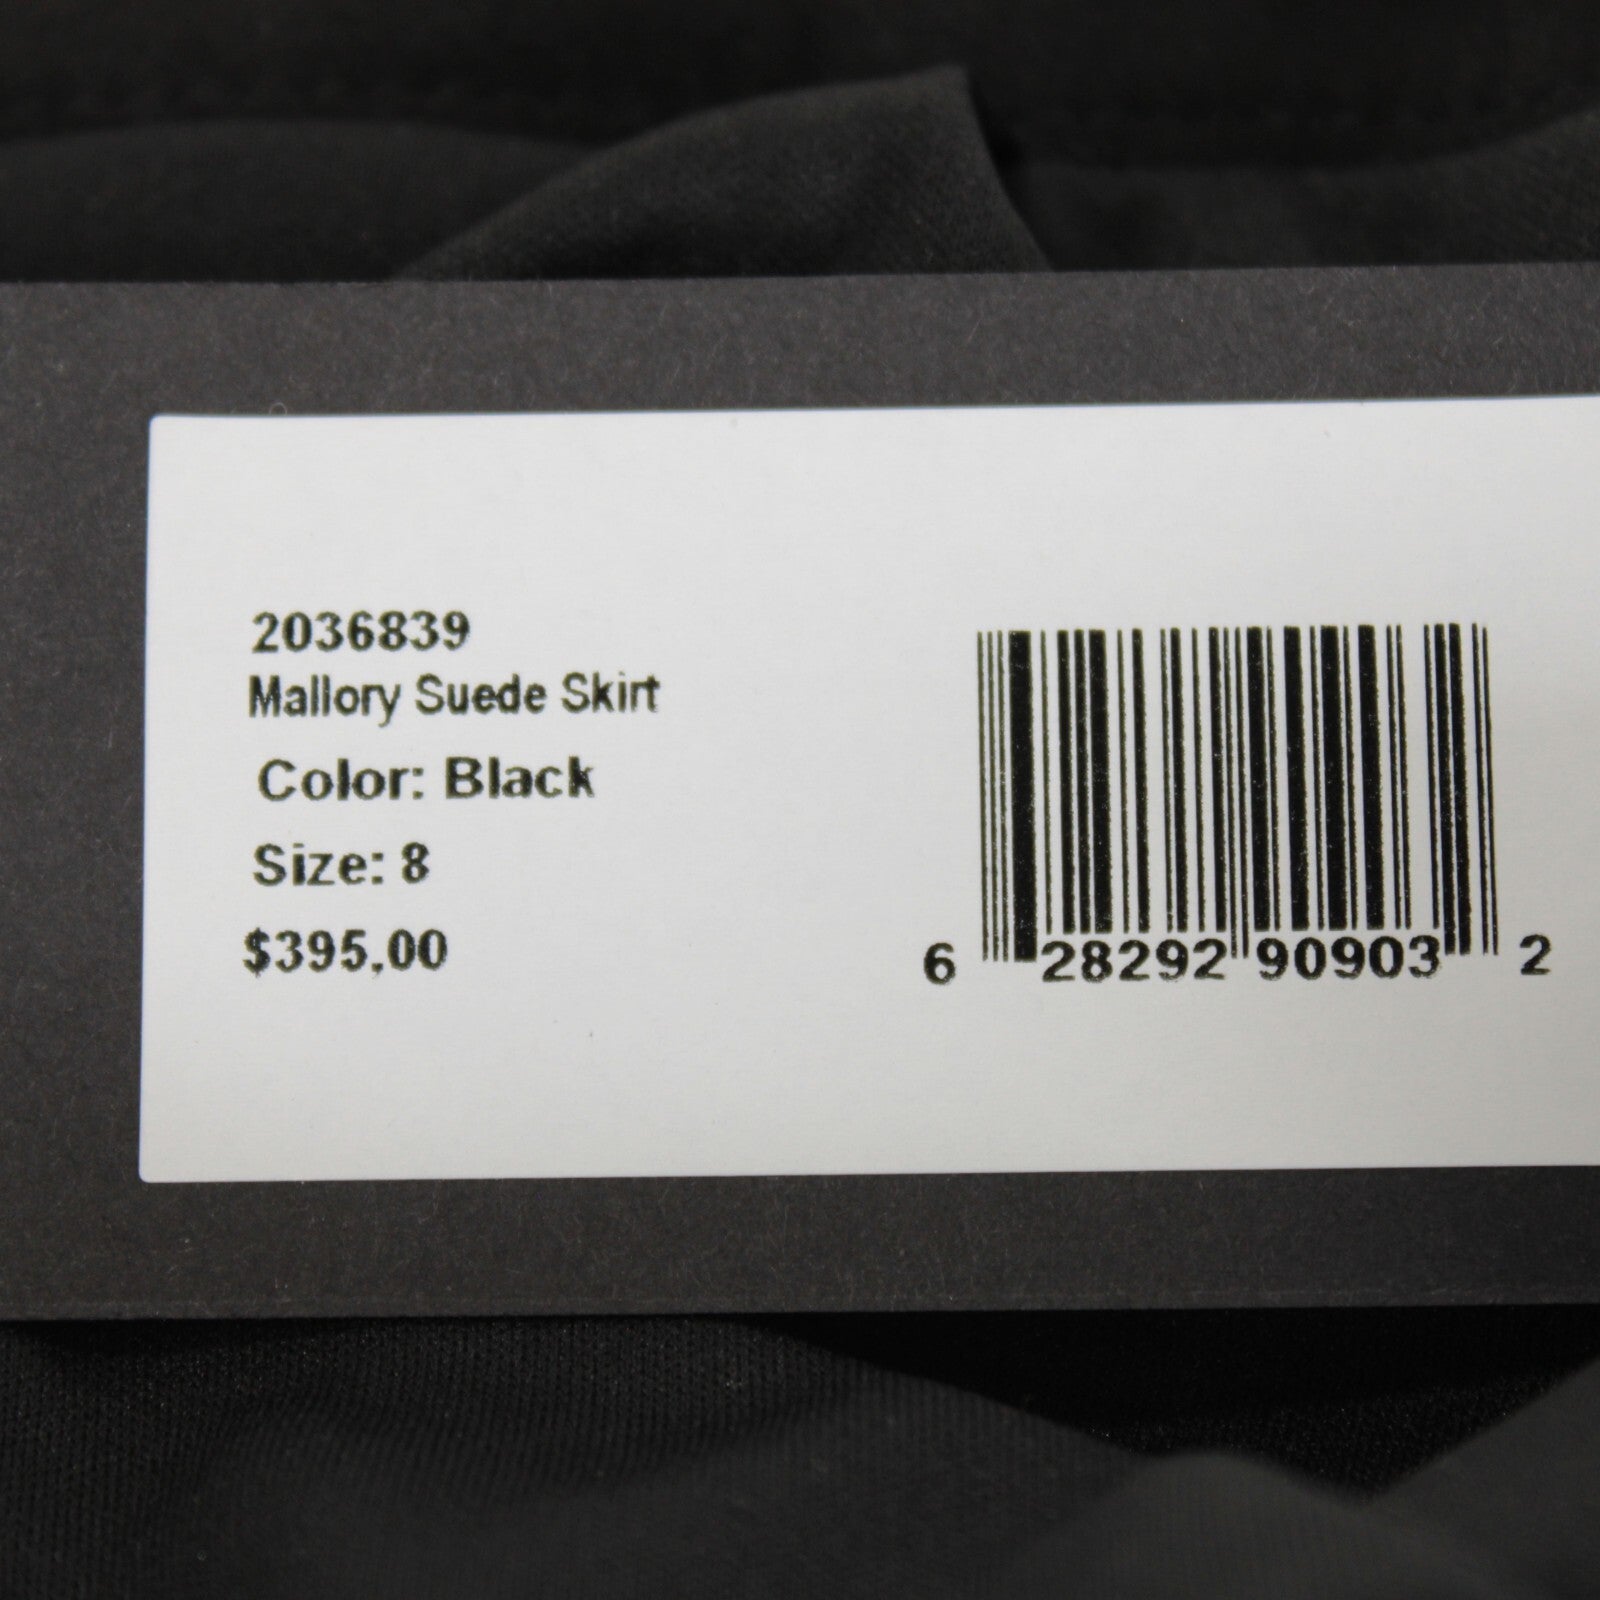 2036839
Mallory Suede Skirt
Color: Black
Size: 8
$395.00
6 28292 90903 2